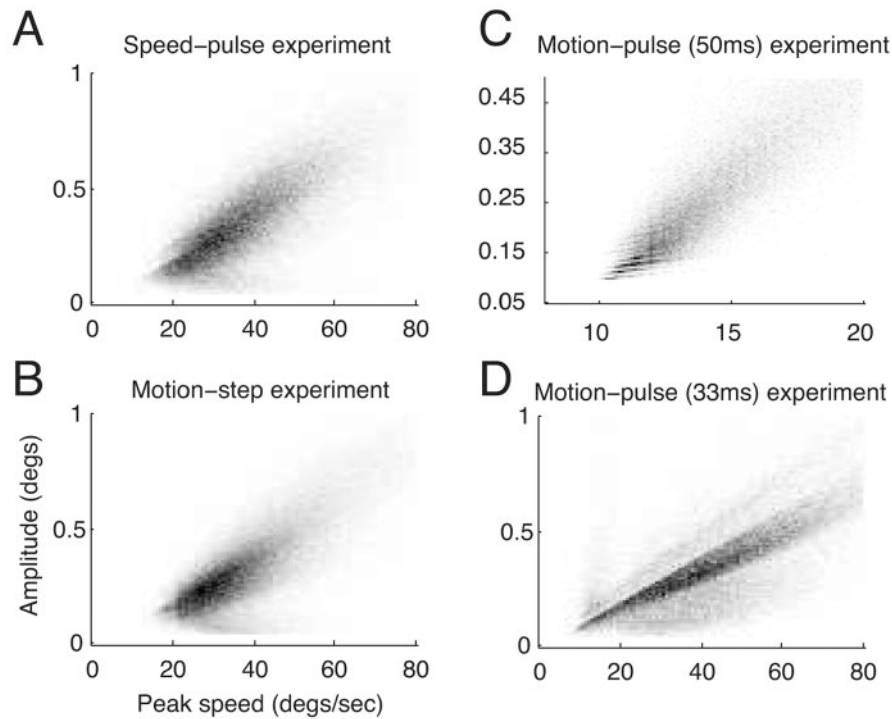 A
Speed–pulse experiment
1
0.5
0
0 20 40 60 80
B
Motion–step experiment
1
0.5
0
0 20 40 60 80
Amplitude (degs)
Peak speed (degs/sec)
C
Motion–pulse (50ms) experiment
0.45
0.35
0.25
0.15
0.05
10 15 20
D
Motion–pulse (33ms) experiment
1
0.5
0
0 20 40 60 80